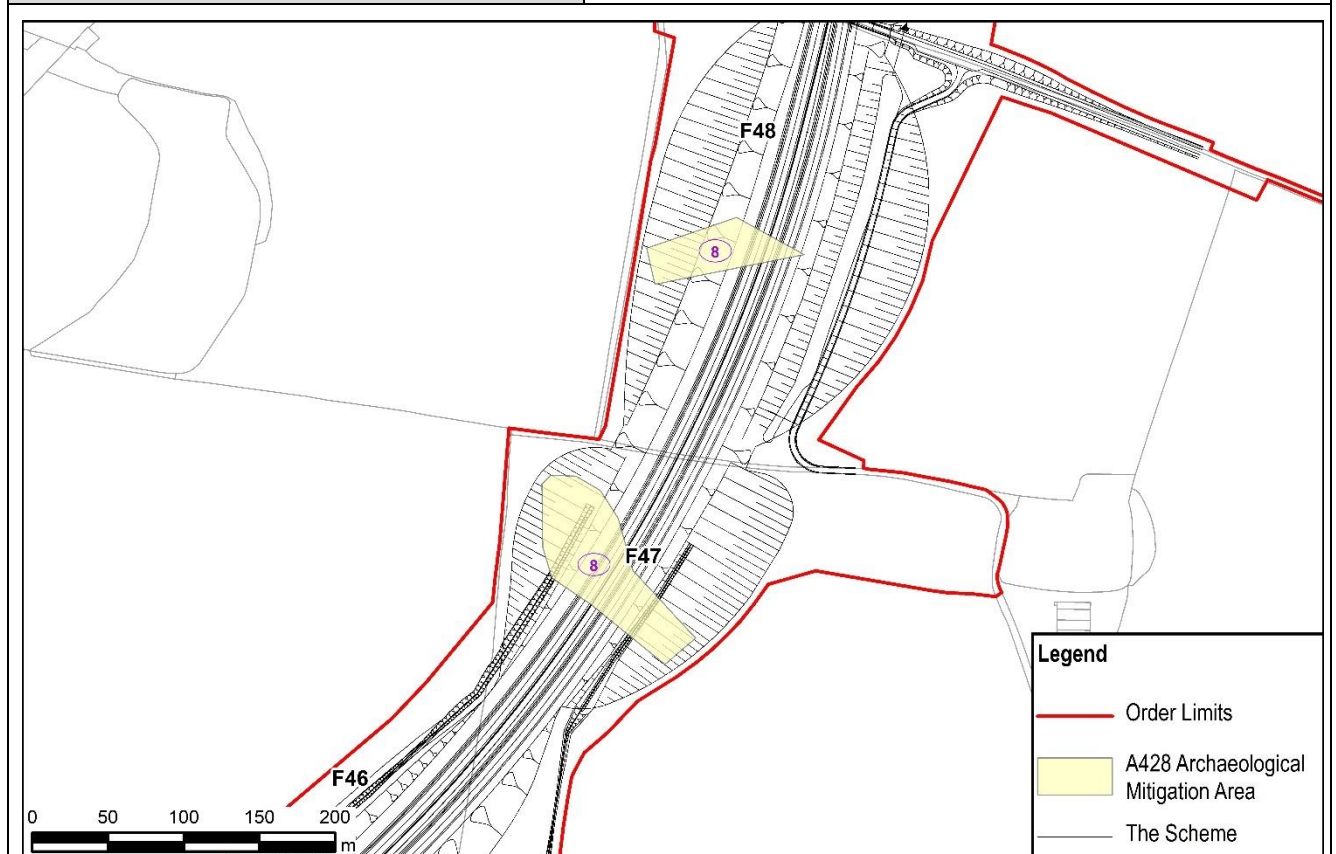 F48
8
F47
8
F46
0 50 100 150 200
m
Legend
Order Limits
A428 Archaeological
Mitigation Area
The Scheme